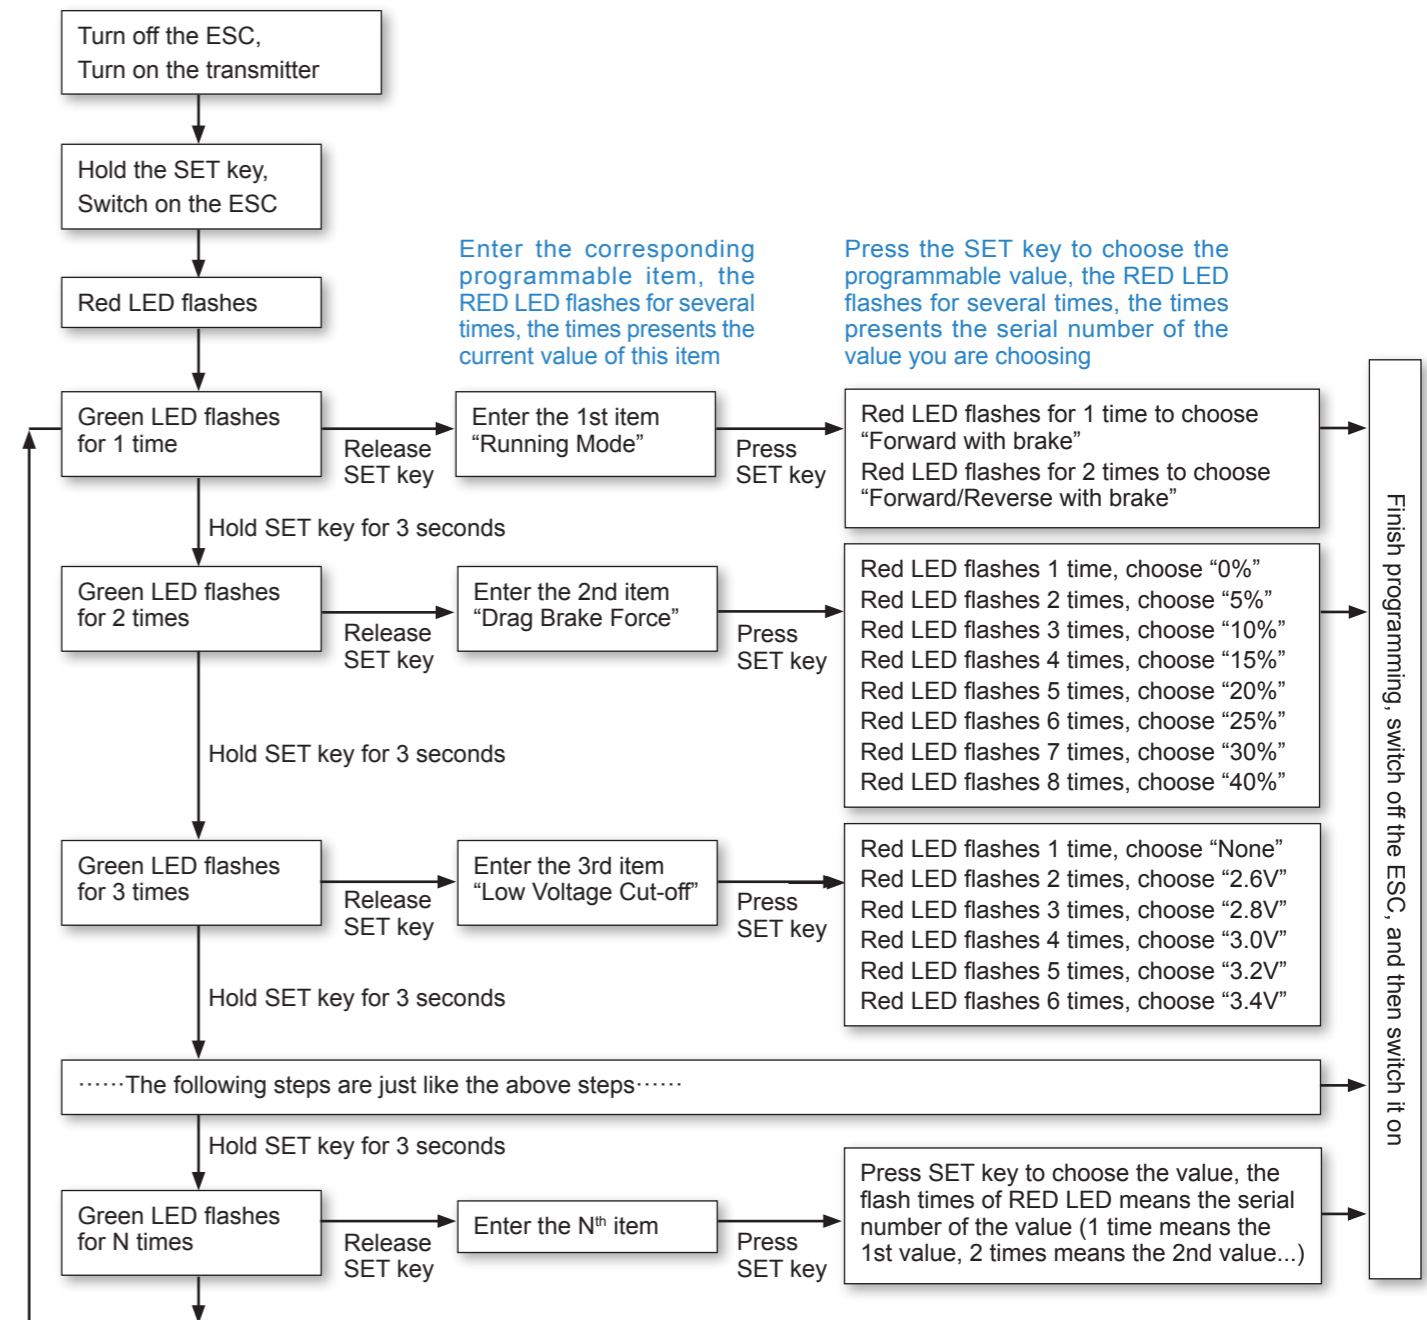 Turn off the ESC,
Turn on the transmitter
Hold the SET key,
Switch on the ESC
Red LED flashes
Enter the corresponding
programmable item, the
RED LED flashes for several
times, the times presents the
current value of this item
Press the SET key to choose the
programmable value, the RED LED
flashes for several times, the times
presents the serial number of the
value you are choosing
Green LED flashes
for 1 time
Release
SET key
Enter the 1st item
“Running Mode”
Press
SET key
Red LED flashes for 1 time to choose
“Forward with brake”
Red LED flashes for 2 times to choose
“Forward/Reverse with brake”
Hold SET key for 3 seconds
Green LED flashes
for 2 times
Release
SET key
Enter the 2nd item
“Drag Brake Force”
Press
SET key
Red LED flashes 1 time, choose “0%”
Red LED flashes 2 times, choose “5%”
Red LED flashes 3 times, choose “10%”
Red LED flashes 4 times, choose “15%”
Red LED flashes 5 times, choose “20%”
Red LED flashes 6 times, choose “25%”
Red LED flashes 7 times, choose “30%”
Red LED flashes 8 times, choose “40%”
Hold SET key for 3 seconds
Green LED flashes
for 3 times
Release
SET key
Enter the 3rd item
“Low Voltage Cut-off”
Press
SET key
Red LED flashes 1 time, choose “None”
Red LED flashes 2 times, choose “2.6V”
Red LED flashes 3 times, choose “2.8V”
Red LED flashes 4 times, choose “3.0V”
Red LED flashes 5 times, choose “3.2V”
Red LED flashes 6 times, choose “3.4V”
Hold SET key for 3 seconds
······The following steps are just like the above steps······
Hold SET key for 3 seconds
Green LED flashes
for N times
Release
SET key
Enter the Nth item
Press
SET key
Press SET key to choose the value, the
flash times of RED LED means the serial
number of the value (1 time means the
1st value, 2 times means the 2nd value...)
Finish programming, switch off the ESC, and then switch it on